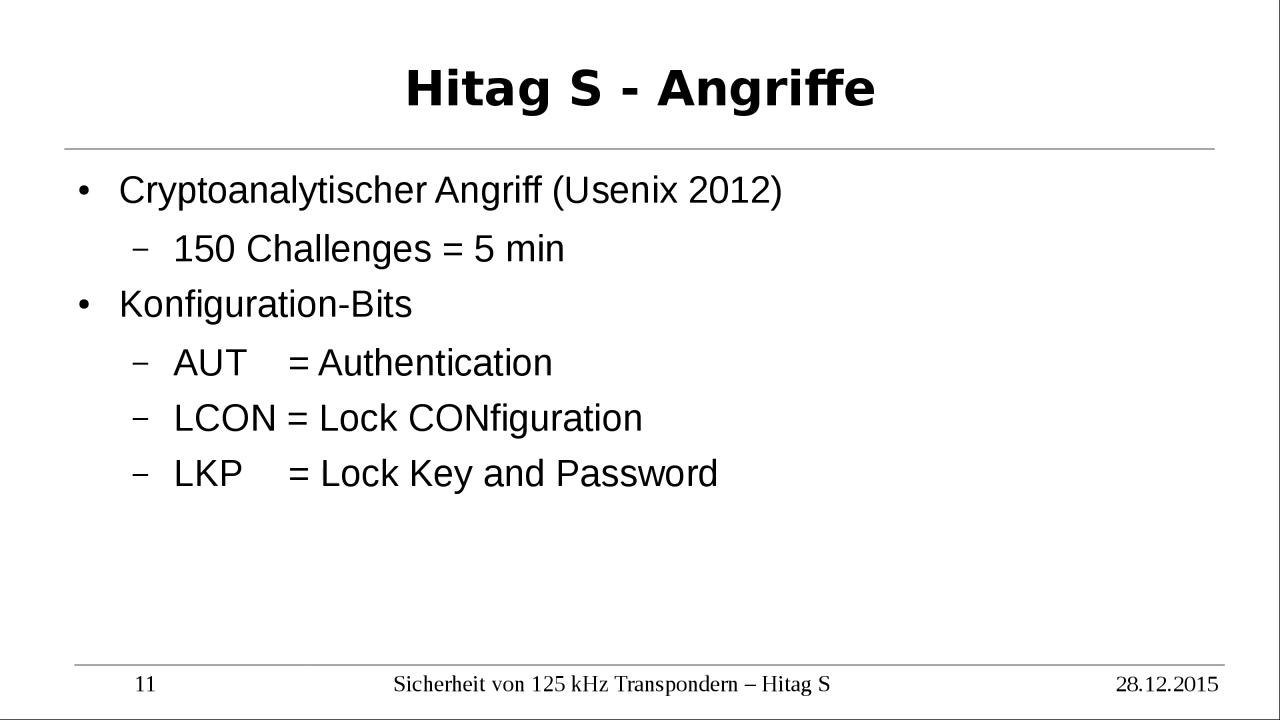 Hitag S - Angriffe
• Cryptoanalytischer Angriff (Usenix 2012)
– 150 Challenges = 5 min
• Konfiguration-Bits
– AUT = Authentication
– LCON = Lock CONfiguration
– LKP = Lock Key and Password
11 Sicherheit von 125 kHz Transpondern – Hitag S 28.12.2015